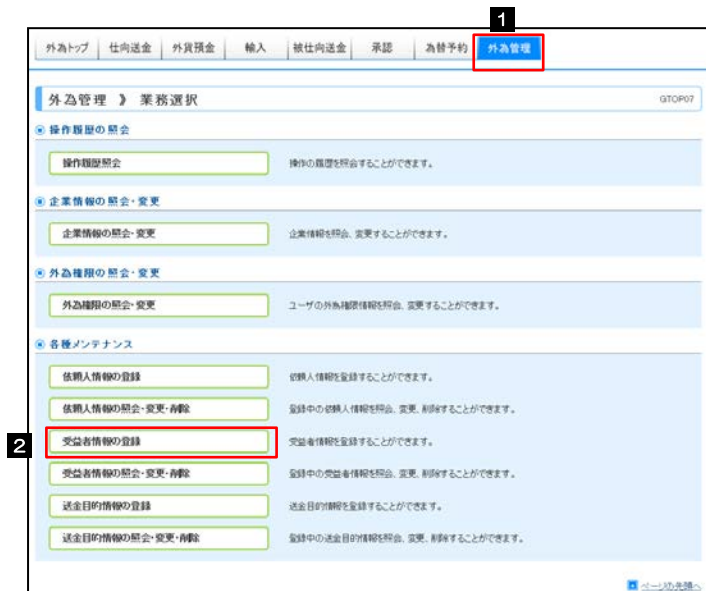 1
外為トップ 仕向送金 外貨預金 輸入 被仕向送金 承認 為替予約 外為管理
外為管理 》 業務選択 GTOP07
操作履歴の照会
操作履歴照会 操作の履歴を照会することができます。
企業情報の照会・変更
企業情報の照会・変更 企業情報を照会、変更することができます。
外為権限の照会・変更
外為権限の照会・変更 ユーザの外為権限情報を照会、変更することができます。
各種メンテナンス
依頼人情報の登録 依頼人情報を登録することができます。
依頼人情報の照会・変更・削除 登録中の依頼人情報を照会、変更、削除することができます。
2 受益者情報の登録 受益者情報を登録することができます。
受益者情報の照会・変更・削除 登録中の受益者情報を照会、変更、削除することができます。
送金目的情報の登録 送金目的情報を登録することができます。
送金目的情報の照会・変更・削除 登録中の送金目的情報を照会、変更、削除することができます。
ページの先頭へ